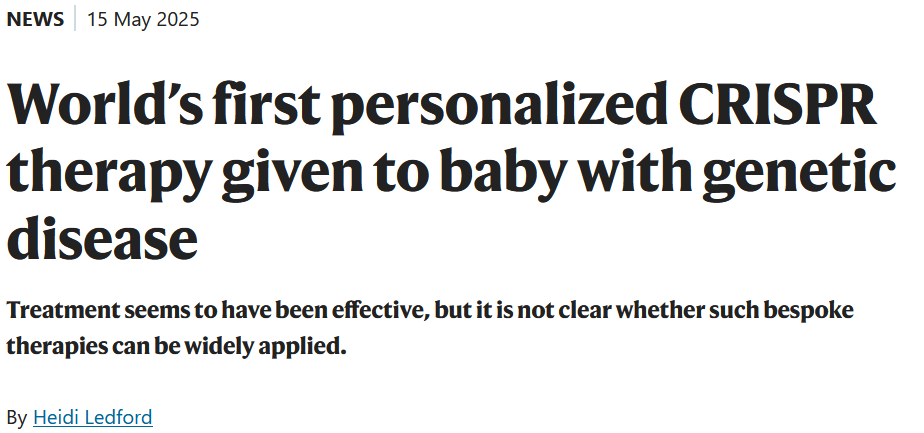 NEWS | 15 May 2025
World’s first personalized CRISPR
therapy given to baby with genetic
disease
Treatment seems to have been effective, but it is not clear whether such bespoke
therapies can be widely applied.
By Heidi Ledford